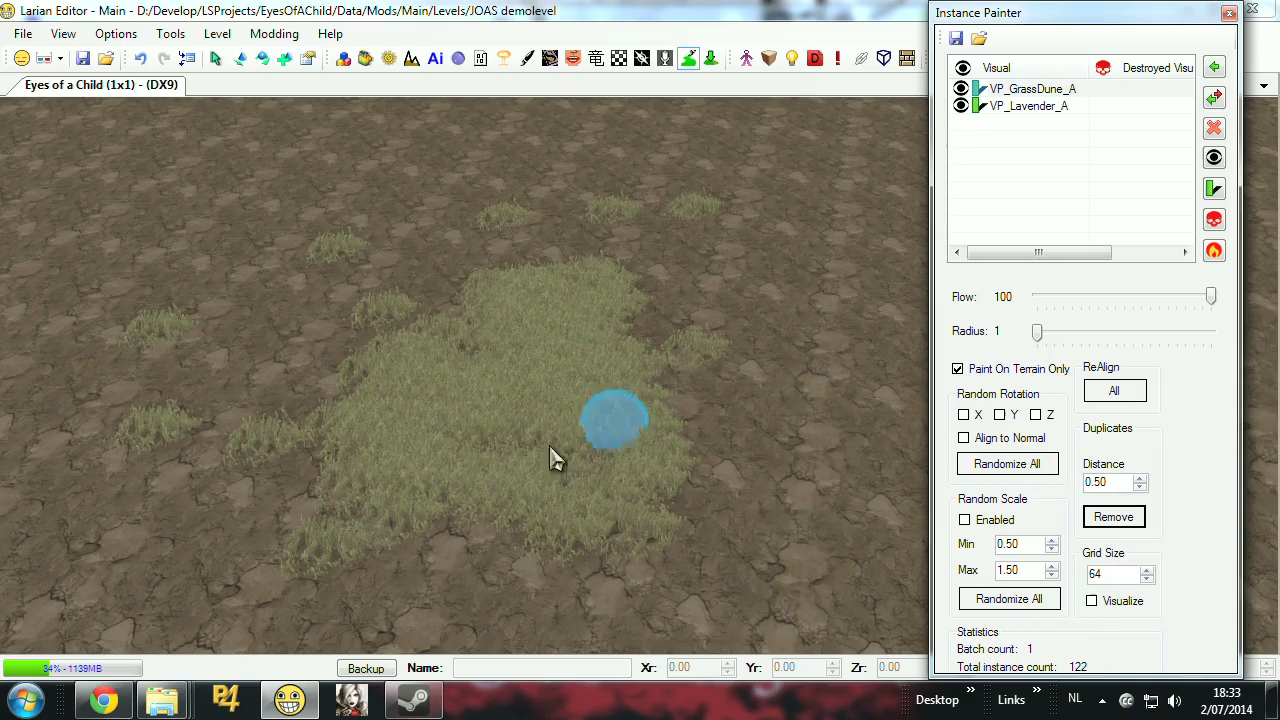 Larian Editor - Main - D:/Develop/LSProjects/EyesOfAChild/Data/Mods/Main/Levels/JOAS demolevel
File View Options Tools Level Modding Help
Ai
D
Eyes of a Child (1x1) - (DX9)
Instance Painter
Visual Destroyed Visu
VP_GrassDune_A
VP_Lavender_A
Flow: 100
Radius: 1
Paint On Terrain Only
ReAlign
All
Random Rotation
X Y Z
Align to Normal
Randomize All
Duplicates
Distance
0.50
Remove
Random Scale
Enabled
Min 0.50
Max 1.50
Randomize All
Grid Size
64
Visualize
Statistics
Batch count: 1
Total instance count: 122
34% - 1139MB
Backup
Name:
Xr: 0.00 Yr: 0.00 Zr: 0.00
P4
Desktop » Links » NL
18:33
2/07/2014